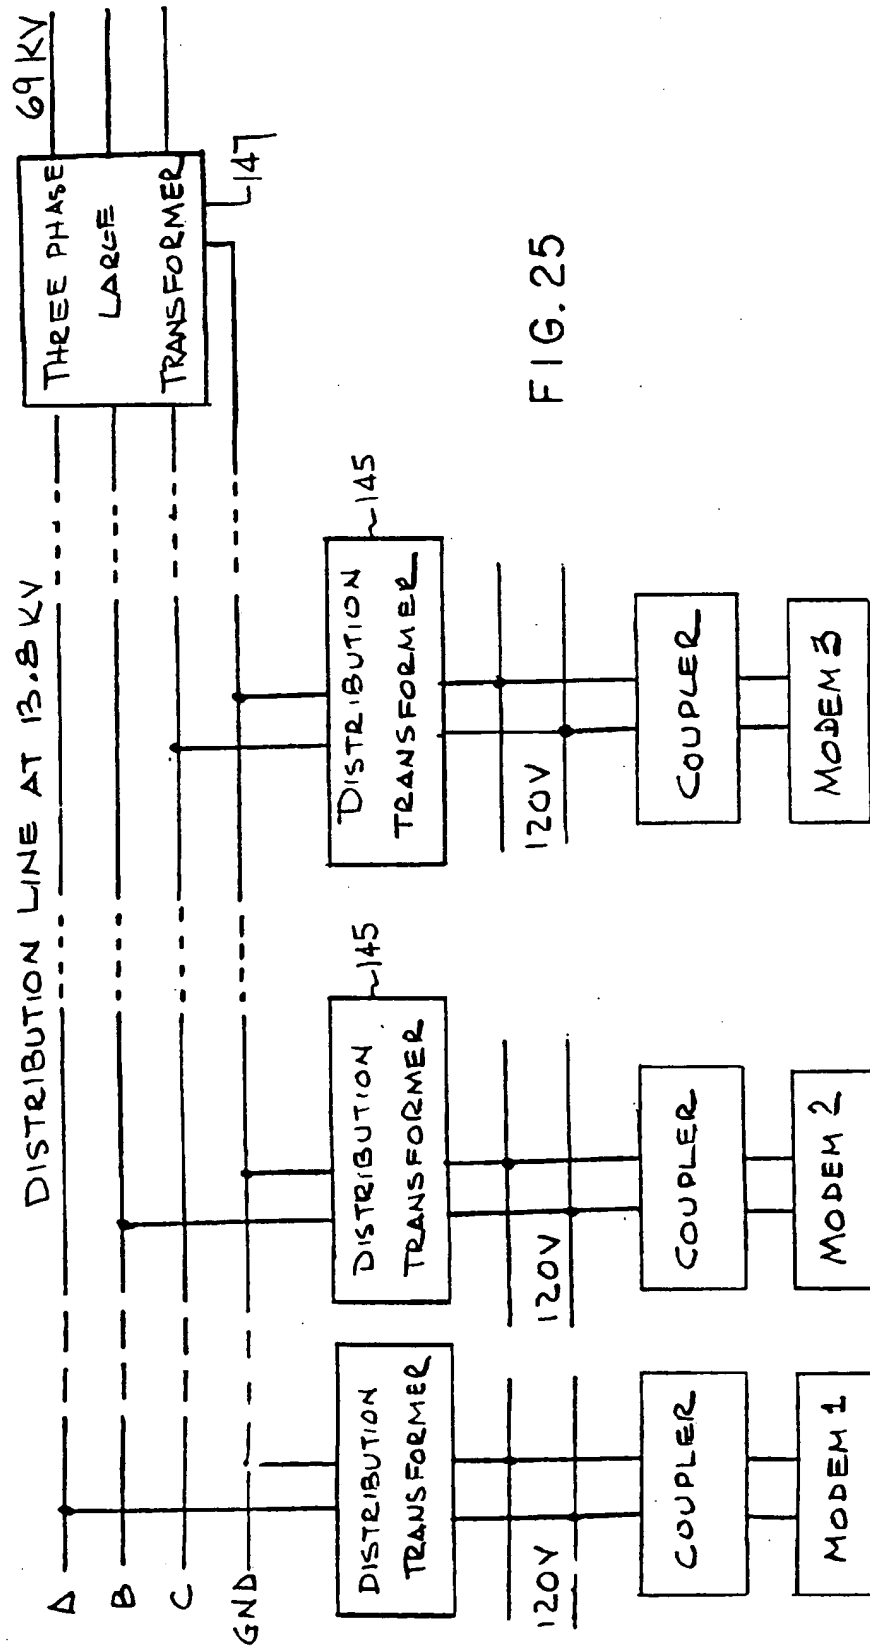 DISTRIBUTION LINE AT 13.8 KV
69 KV
A
B
C
GND
THREE PHASE
LARGE
TRANSFORMER
147
DISTRIBUTION
TRANSFORMER
DISTRIBUTION
TRANSFORMER
145
DISTRIBUTION
TRANSFORMER
145
120V
120V
120V
COUPLER
COUPLER
COUPLER
MODEM 1
MODEM 2
MODEM 3
FIG. 25